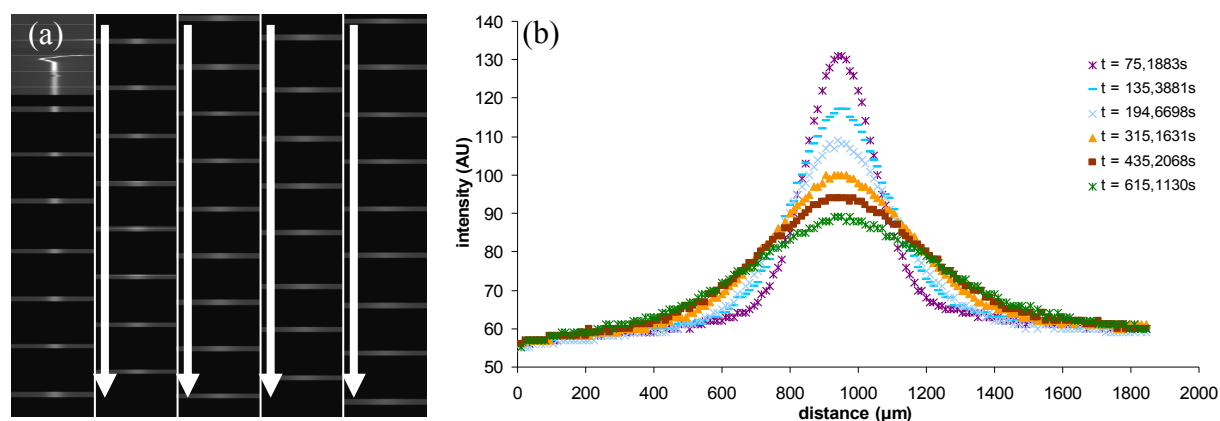 (a)
(b)
intensity (AU)
140
130
120
110
100
90
80
70
60
50
0 200 400 600 800 1000 1200 1400 1600 1800 2000
distance (µm)
t = 75,1883s
t = 135,3881s
t = 194,6698s
t = 315,1631s
t = 435,2068s
t = 615,1130s